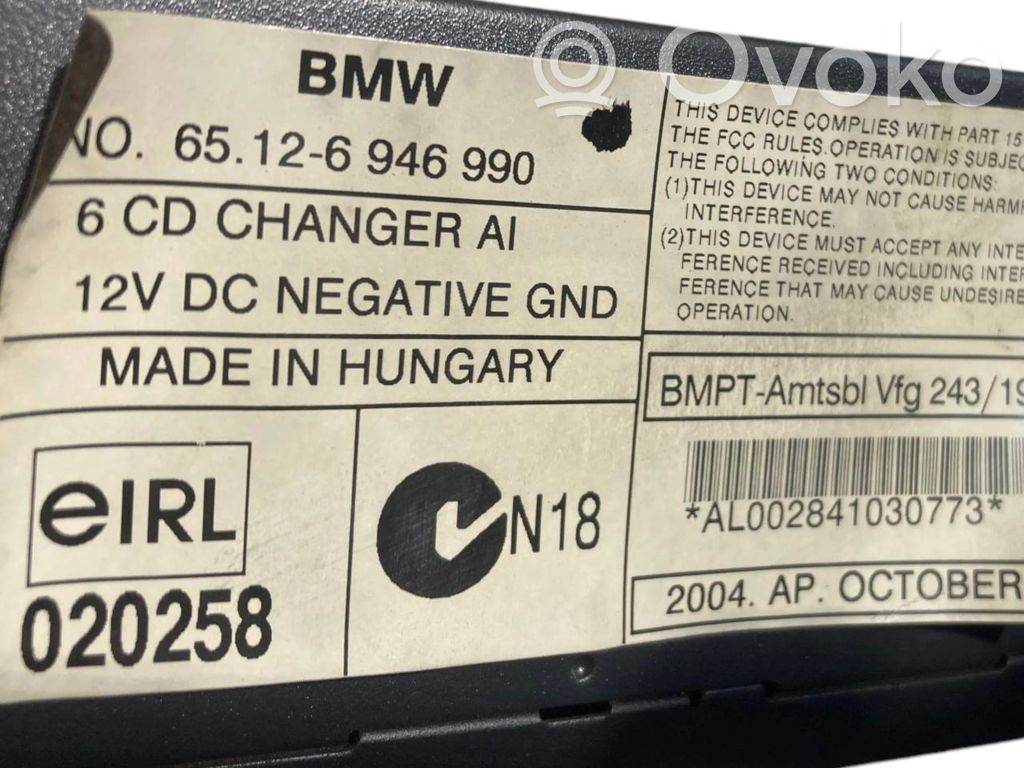 BMW
NO. 65.12-6 946 990
6 CD CHANGER AI
12V DC NEGATIVE GND
MADE IN HUNGARY
eIRL
020258
N18
R Ovoko
THIS DEVICE COMPLIES WITH PART 15
THE FCC RULES.OPERATION IS SUBJEC
THE FOLLOWING TWO CONDITIONS:
(1)THIS DEVICE MAY NOT CAUSE HARM
INTERFERENCE.
(2)THIS DEVICE MUST ACCEPT ANY INTE
FERENCE RECEIVED INCLUDING INTER
FERENCE THAT MAY CAUSE UNDESIRE
OPERATION.
BMPT-Amtsbl Vfg 243/19
*AL002841030773*
2004. AP. OCTOBER